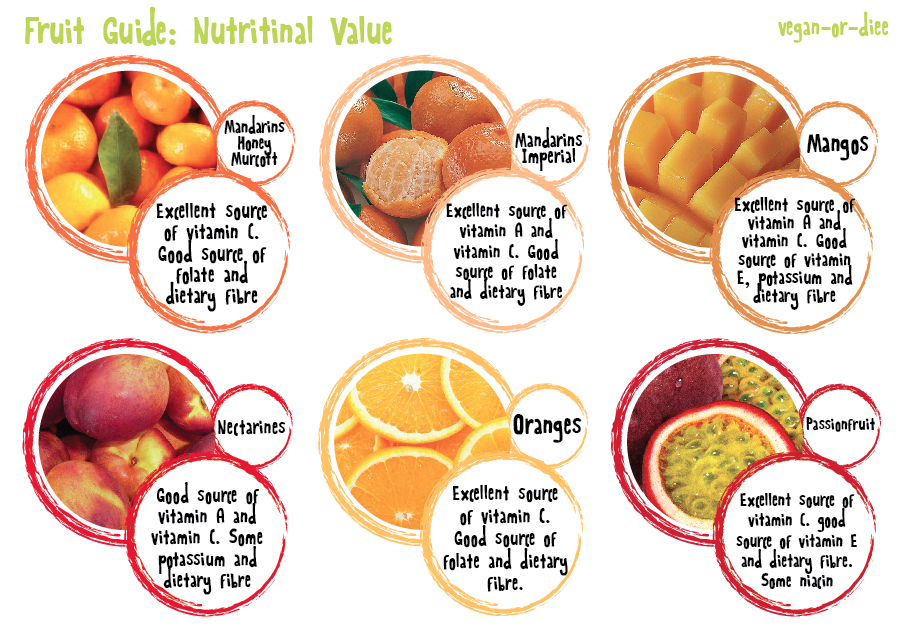 Fruit Guide: Nutritinal Value
vegan-or-diee
Mandarins
Honey
Murcott
Excellent source
of vitamin C.
Good source of
folate and
dietary fibre
Mandarins
Imperial
Excellent source of
vitamin A and
vitamin C. Good
source of folate
and dietary fibre
Mangos
Excellent source of
vitamin A and
vitamin C. Good
source of vitamin
E, potassium and
dietary fibre
Nectarines
Good source of
vitamin A and
vitamin C. Some
potassium and
dietary fibre
Oranges
Excellent source
of vitamin C.
Good source of
folate and dietary
fibre.
Passionfruit
Excellent source of
vitamin C. good
source of vitamin E
and dietary fibre.
Some niacin